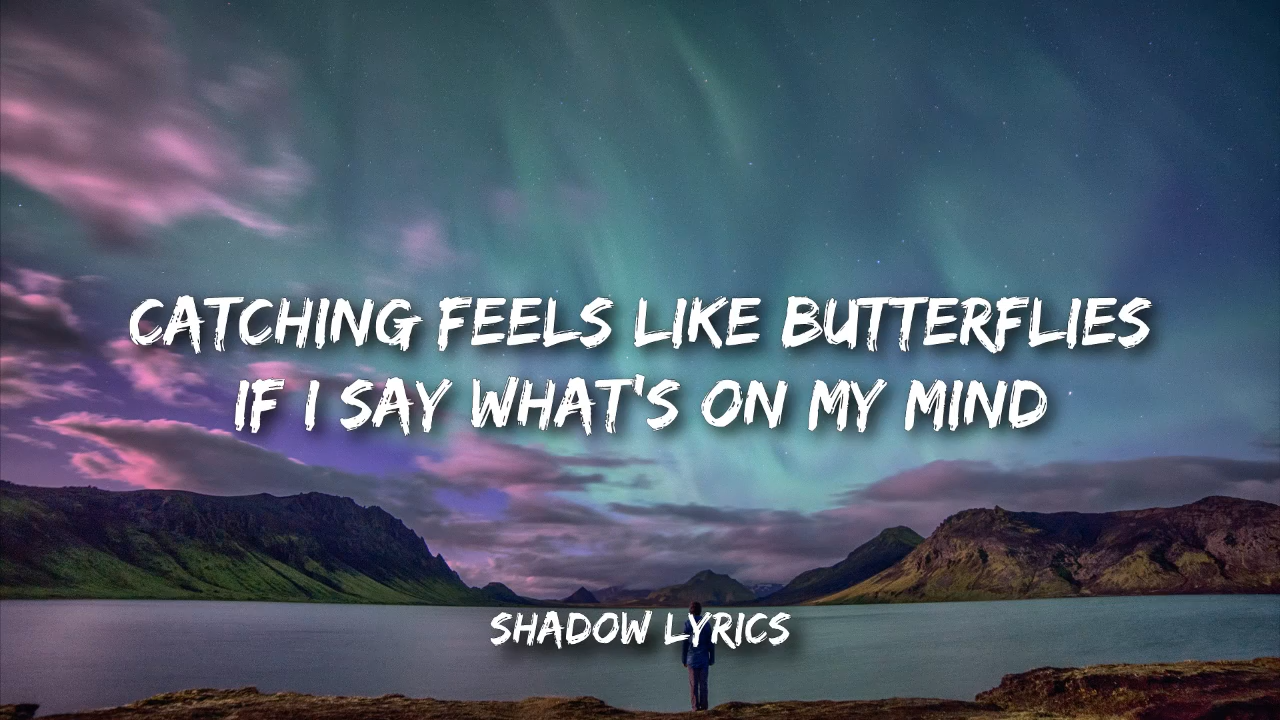 CATCHING FEELS LIKE BUTTERFLIES
IF I SAY WHAT'S ON MY MIND
SHADOW LYRICS